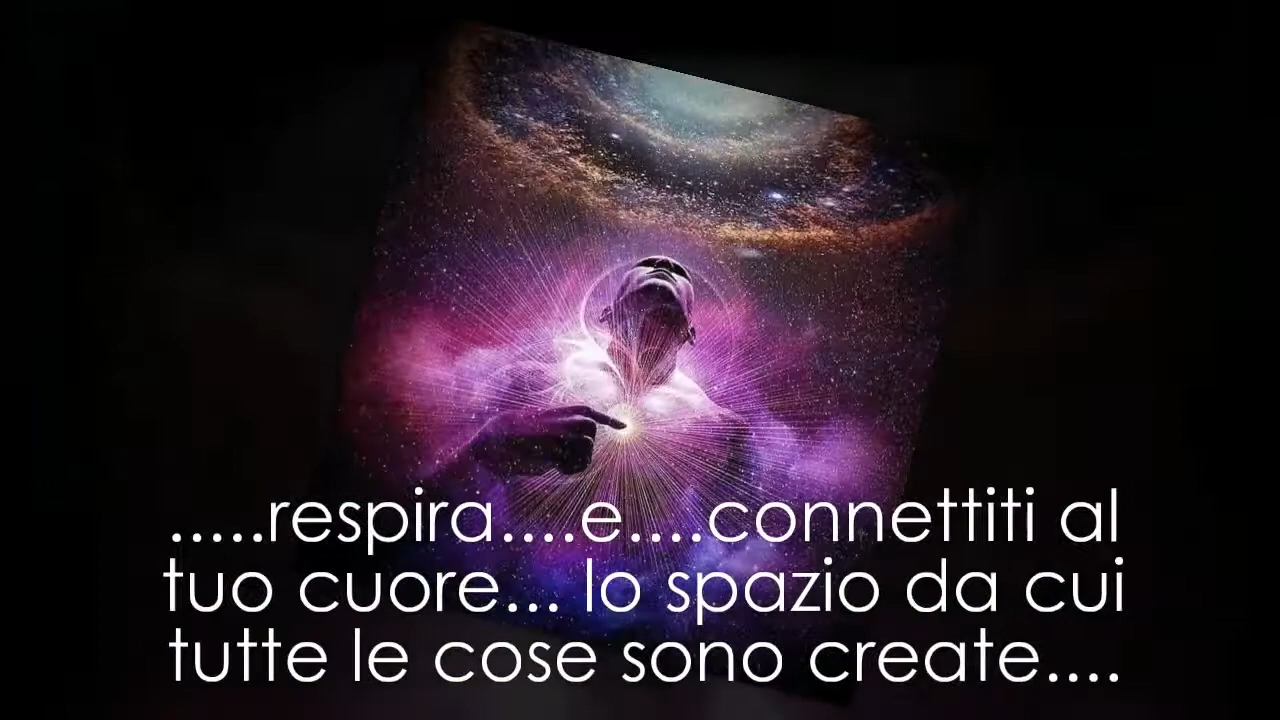 .....respira....e....connettiti al
tuo cuore... lo spazio da cui
tutte le cose sono create....